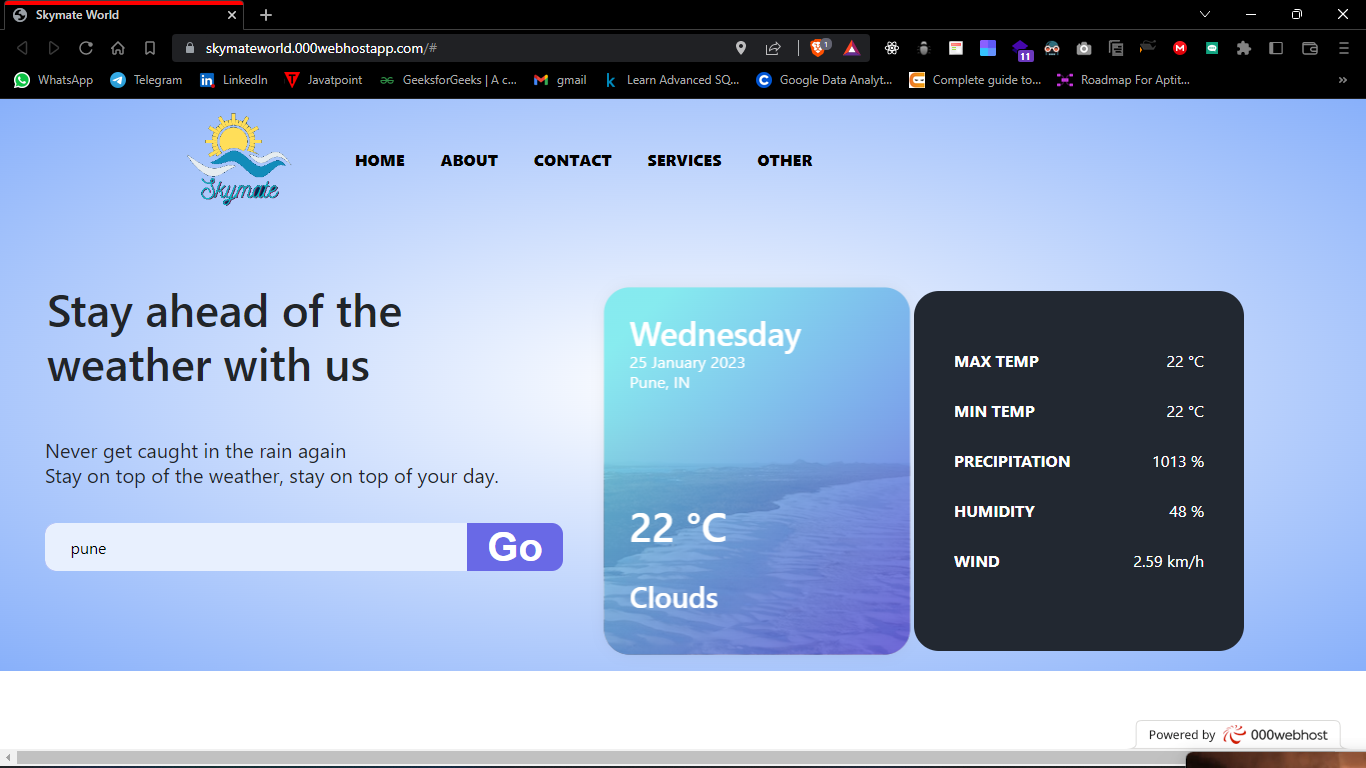 Skymate World
skymateworld.000webhostapp.com/#
1
11
WhatsApp
Telegram
LinkedIn
Javatpoint
GeeksforGeeks | A c...
gmail
Learn Advanced SQ...
Google Data Analyt...
Complete guide to...
Roadmap For Aptit...
Skymate
HOME
ABOUT
CONTACT
SERVICES
OTHER
Stay ahead of the
weather with us
Never get caught in the rain again
Stay on top of the weather, stay on top of your day.
pune
Go
Wednesday
25 January 2023
Pune, IN
22 °C
Clouds
MAX TEMP 22 °C
MIN TEMP 22 °C
PRECIPITATION 1013 %
HUMIDITY 48 %
WIND 2.59 km/h
Powered by 000webhost